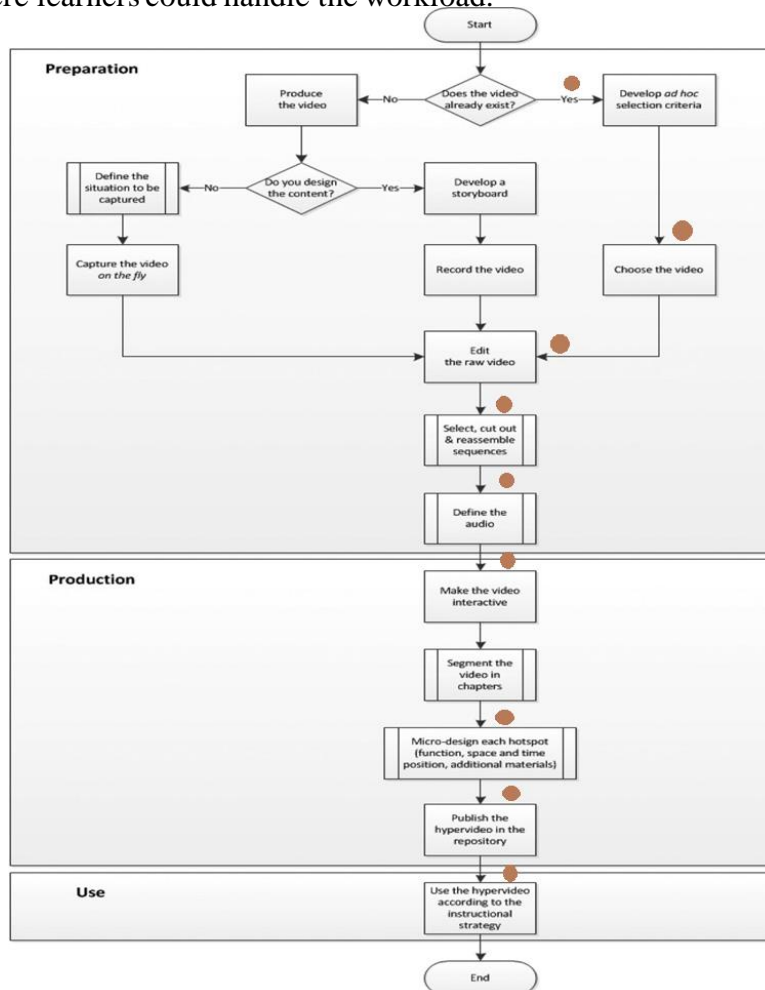 ere learners could handle the workload.
Start
Preparation
Produce
the video
No
Does the video
already exist?
Yes
Develop ad hoc
selection criteria
Define the
situation to be
captured
No
Do you design
the content?
Yes
Develop a
storyboard
Capture the video
on the fly
Record the video
Choose the video
Edit
the raw video
Select, cut out
& reassemble
sequences
Define the
audio
Production
Make the video
interactive
Segment the
video in
chapters
Micro-design each hotspot
(function, space and time
position, additional materials)
Publish the
hypervideo in the
repository
Use
Use the hypervideo
according to the
instructional
strategy
End